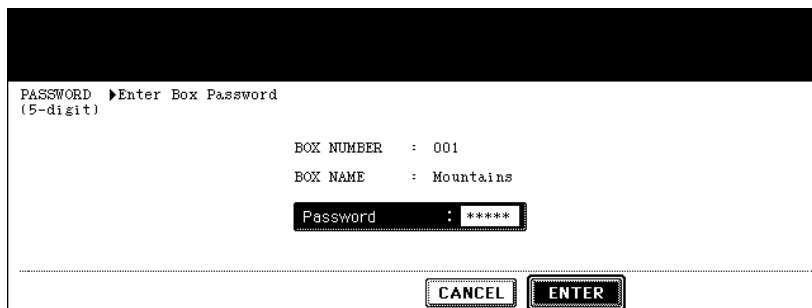 PASSWORD ▶Enter Box Password
(5-digit)
BOX NUMBER : 001
BOX NAME : Mountains
Password : *****
CANCEL ENTER